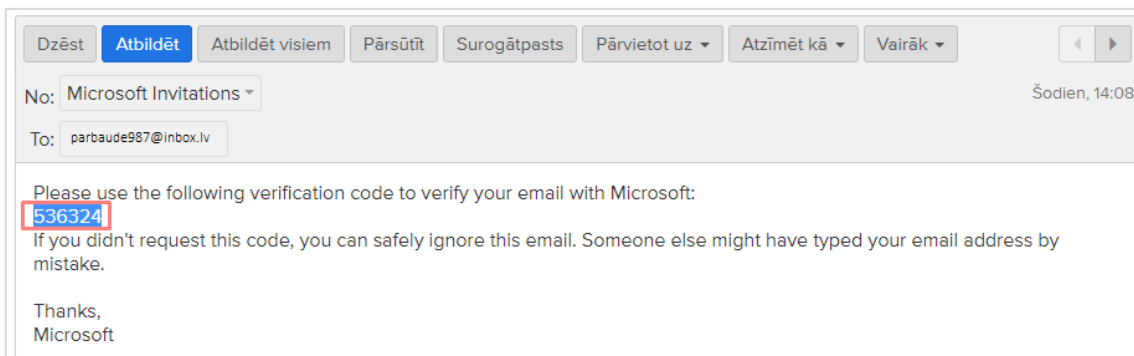 Dzēst Atbildēt Atbildēt visiem Pārsūtīt Surogātpasts Pārvietot uz Atzīmēt kā Vairāk
No: Microsoft Invitations Šodien, 14:08
To: parbaude987@inbox.lv
Please use the following verification code to verify your email with Microsoft:
536324
If you didn't request this code, you can safely ignore this email. Someone else might have typed your email address by
mistake.
Thanks,
Microsoft